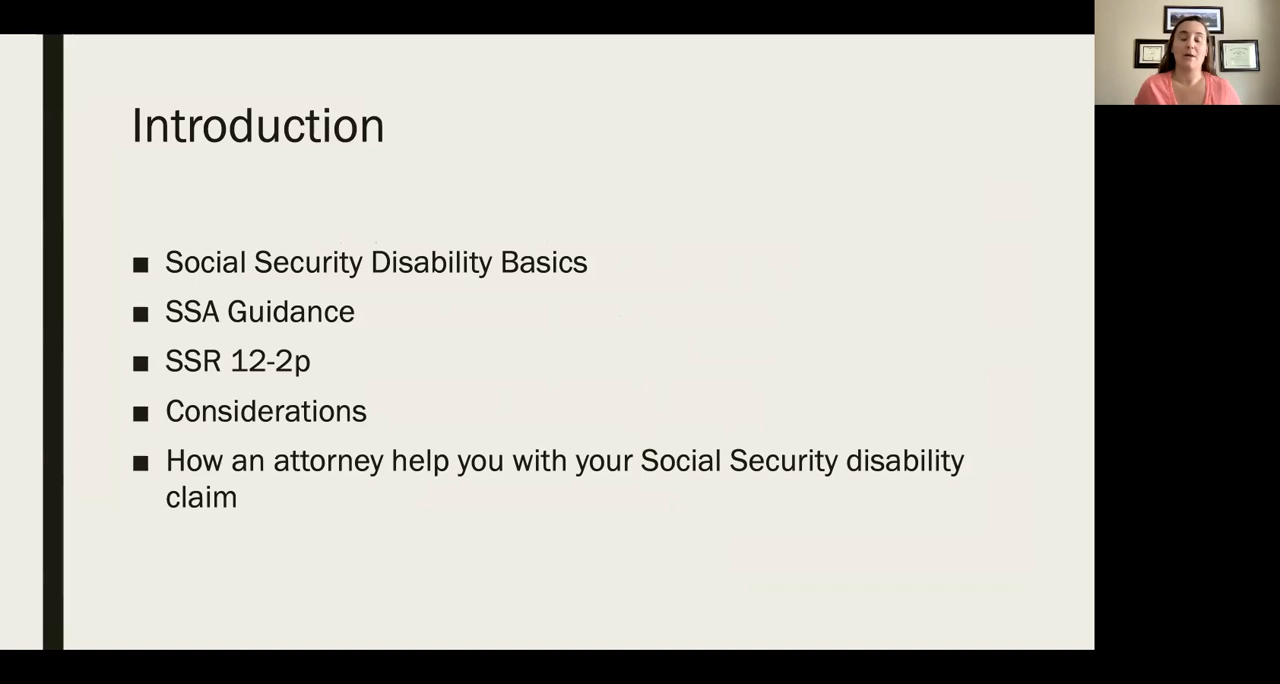 Introduction
Social Security Disability Basics
SSA Guidance
SSR 12-2p
Considerations
How an attorney help you with your Social Security disability
claim